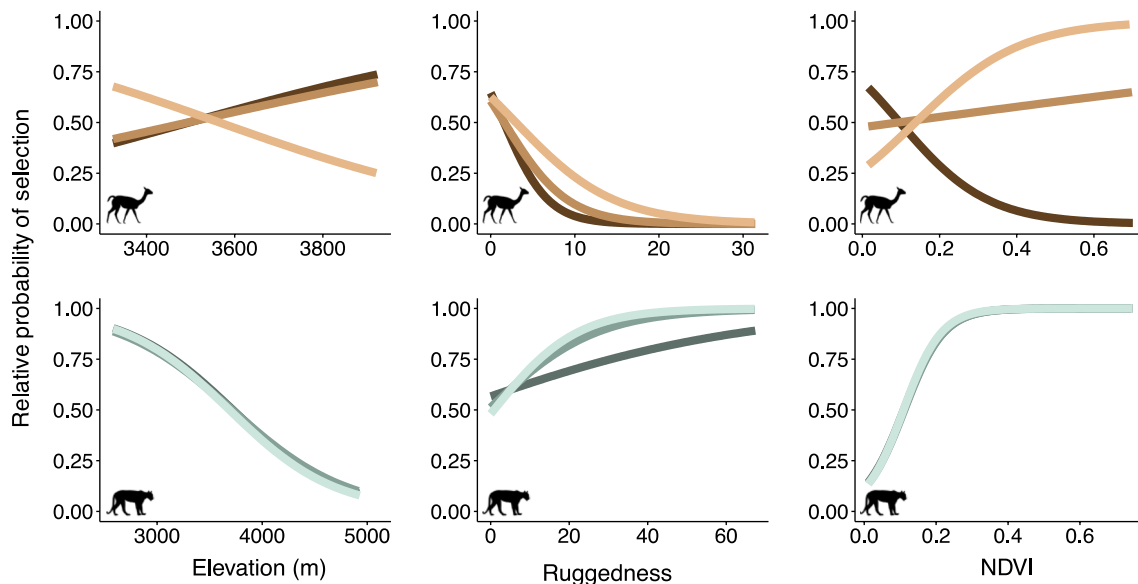 Relative probability of selection
1.00 1.00 1.00
0.75 0.75 0.75
0.50 0.50 0.50
0.25 0.25 0.25
0.00 0.00 0.00
3400 3600 3800 0 10 20 30 0.0 0.2 0.4 0.6
1.00 1.00 1.00
0.75 0.75 0.75
0.50 0.50 0.50
0.25 0.25 0.25
0.00 0.00 0.00
3000 4000 5000 0 20 40 60 0.0 0.2 0.4 0.6
Elevation (m) Ruggedness NDVI